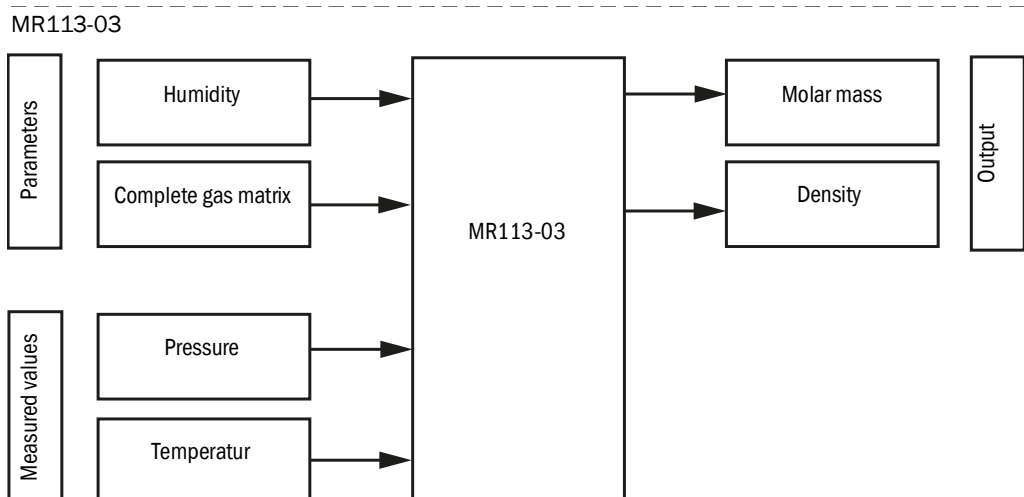 MR113-03
Parameters
Humidity
Complete gas matrix
MR113-03
Molar mass
Density
Output
Measured values
Pressure
Temperatur